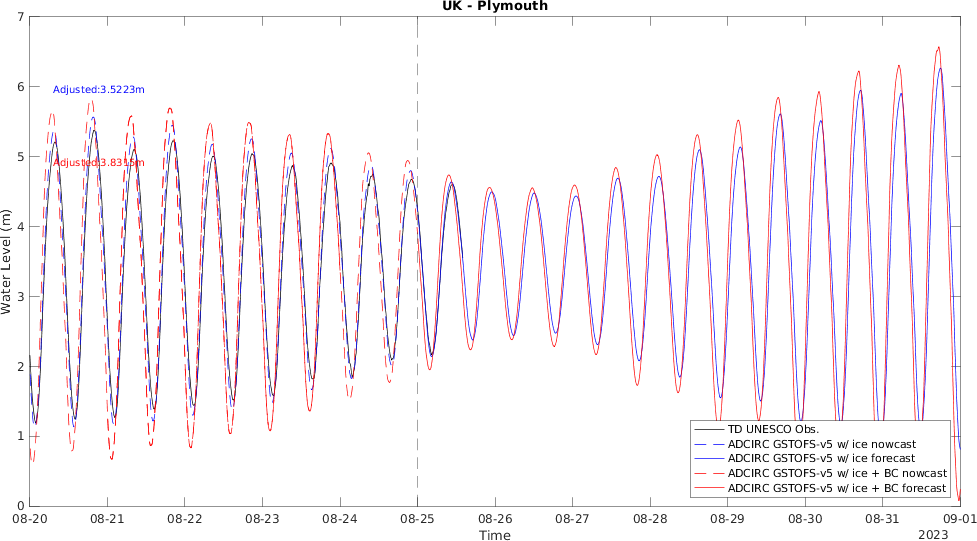 UK - Plymouth
7
6
5
4
3
2
1
0
Water Level (m)
Adjusted:3.5223m
Adjusted:3.8315m
TD UNESCO Obs.
ADCIRC GSTOFS-v5 w/ ice nowcast
ADCIRC GSTOFS-v5 w/ ice forecast
ADCIRC GSTOFS-v5 w/ ice + BC nowcast
ADCIRC GSTOFS-v5 w/ ice + BC forecast
08-20 08-21 08-22 08-23 08-24 08-25 08-26 08-27 08-28 08-29 08-30 08-31 09-01
Time
2023